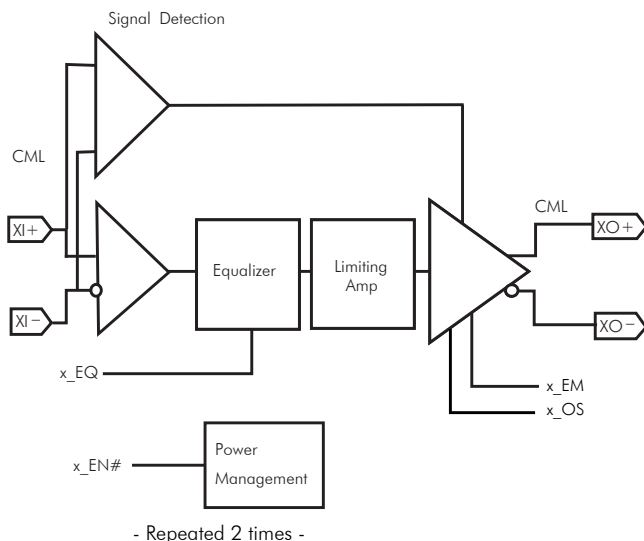 Signal Detection
CML
XI+
XI−
Equalizer
Limiting
Amp
CML
XO+
XO−
x_EQ
x_EM
x_OS
Power
Management
x_EN#
- Repeated 2 times -